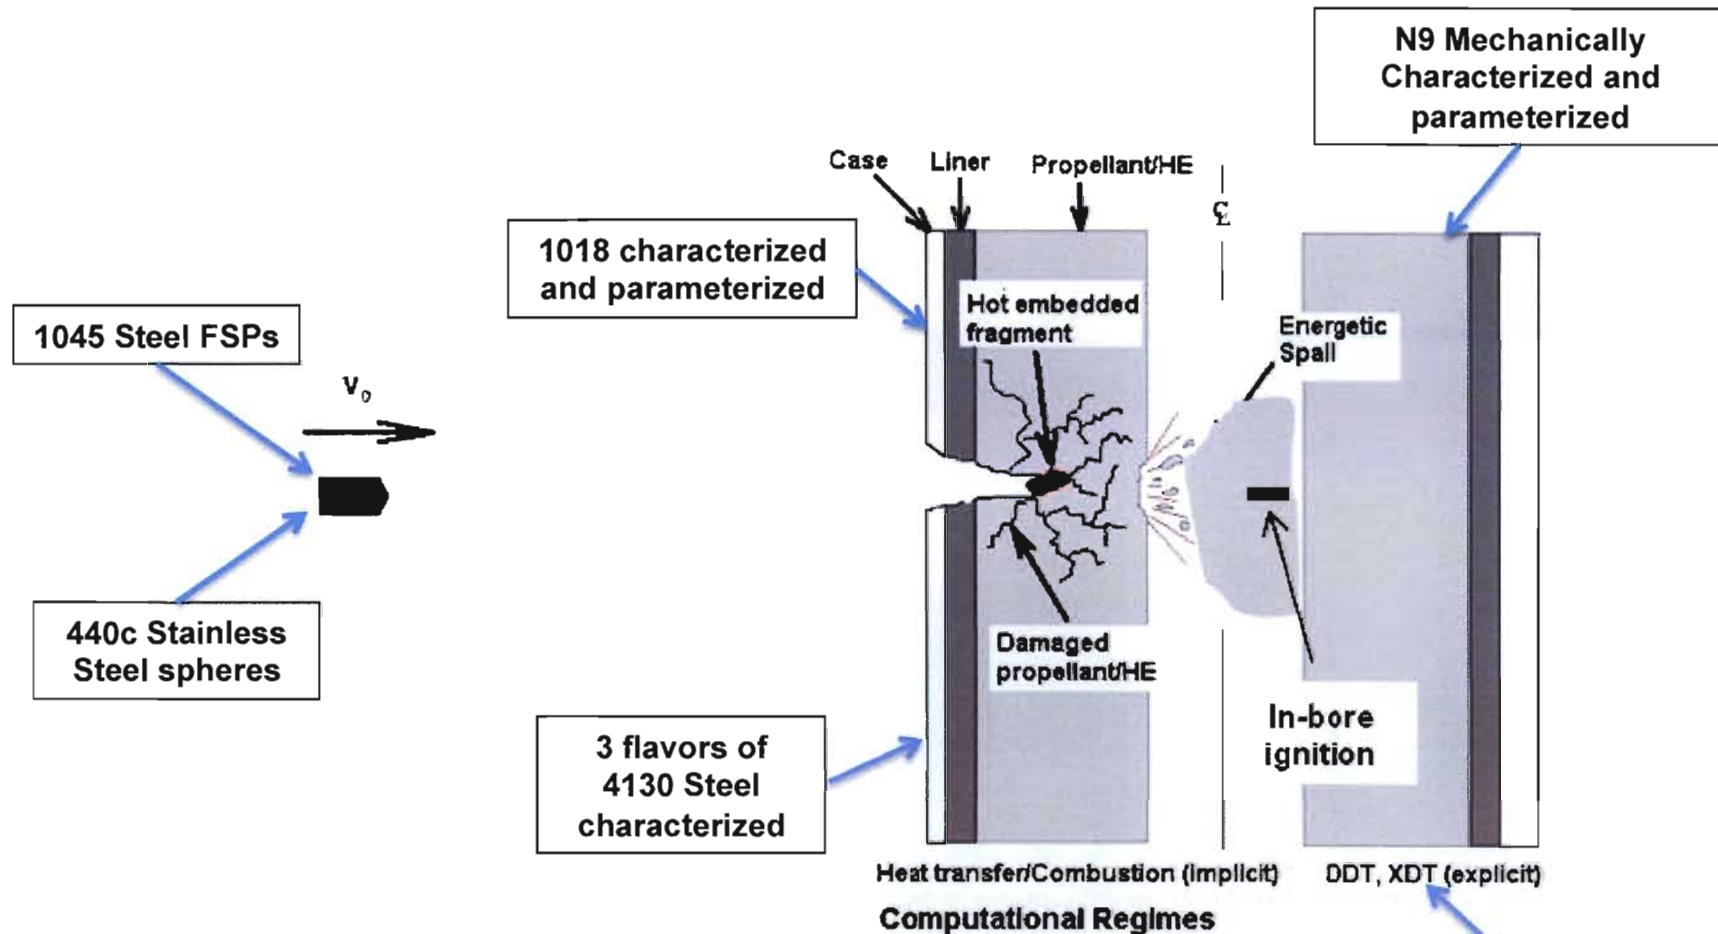 N9 Mechanically
Characterized and
parameterized
Case
Liner
Propellant/HE
℄
1018 characterized
and parameterized
Hot embedded
fragment
Energetic
Spall
1045 Steel FSPs
V₀
440c Stainless
Steel spheres
Damaged
propellant/HE
In-bore
ignition
3 flavors of
4130 Steel
characterized
Heat transfer/Combustion (implicit)
DDT, XDT (explicit)
Computational Regimes